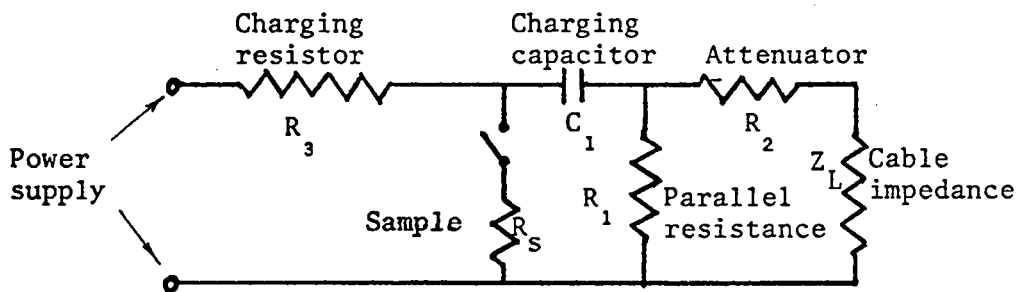 Charging
resistor
Charging
capacitor
Attenuator
R3
C1
R2
Power
supply
Sample
RS
R1
Parallel
resistance
ZL
Cable
impedance